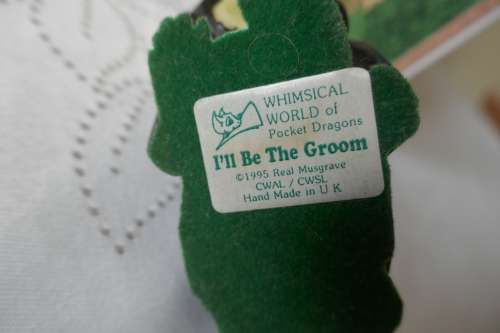 WHIMSICAL
WORLD of
Pocket Dragons
I'll Be The Groom
©1995 Real Musgrave
CWAL / CWSL
Hand Made in U K